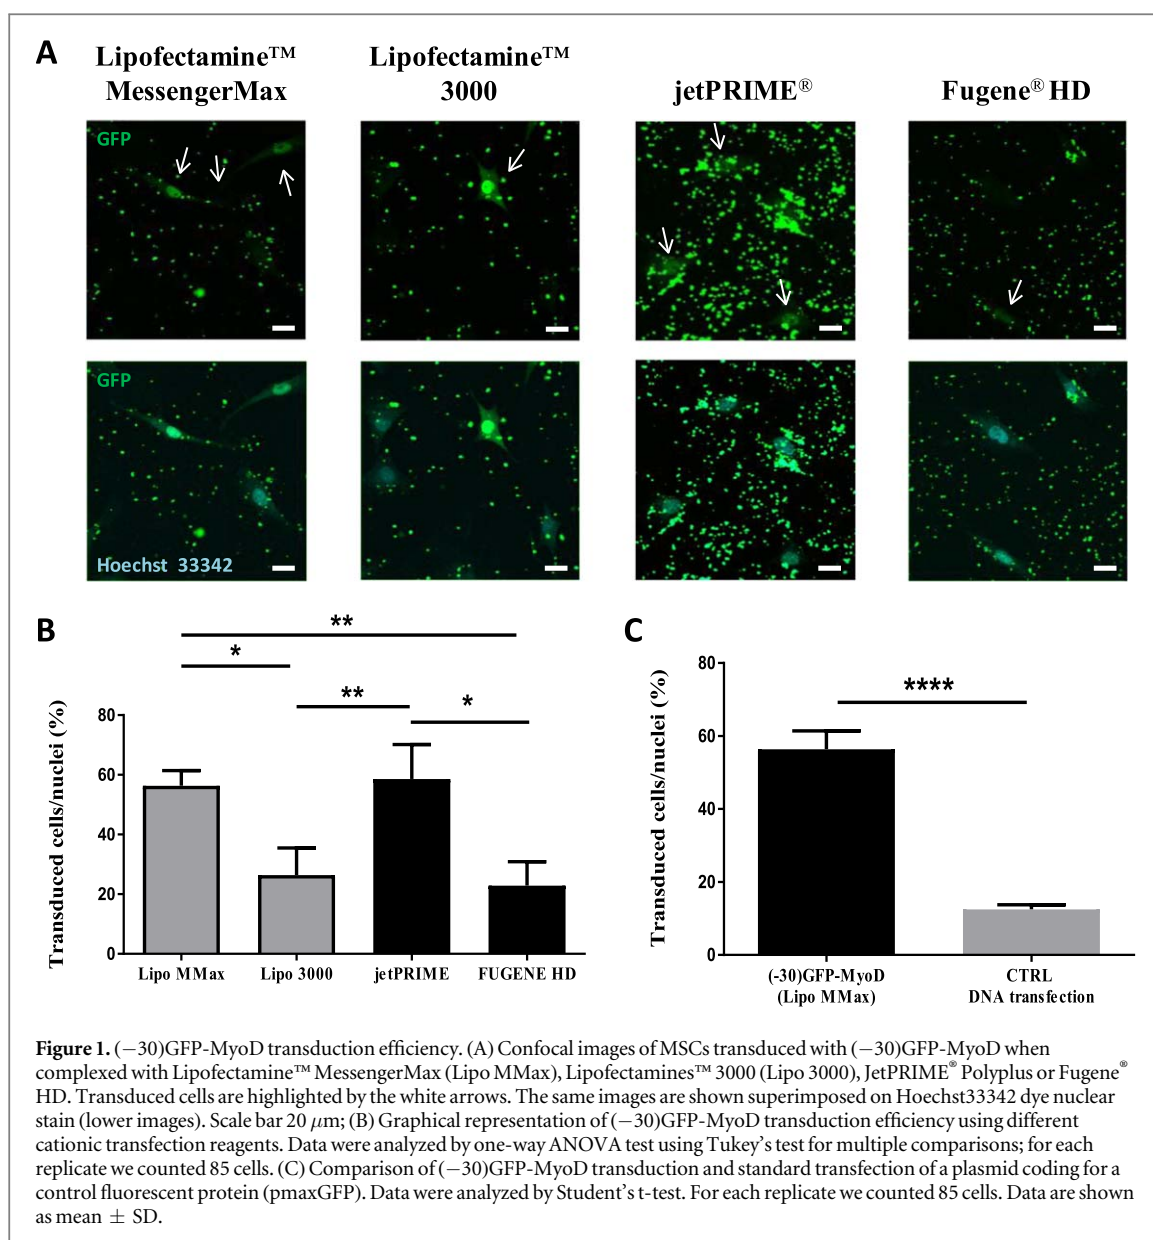 A
Lipofectamine™
MessengerMax
Lipofectamine™
3000
jetPRIME®
Fugene® HD
GFP
GFP
Hoechst 33342
B
**
*
**
*
Transduced cells/nuclei (%)
80
60
40
20
0
Lipo MMax
Lipo 3000
jetPRIME
FUGENE HD
C
****
Transduced cells/nuclei (%)
80
60
40
20
0
(-30)GFP-MyoD
(Lipo MMax)
CTRL
DNA transfection
Figure 1. (−30)GFP-MyoD transduction efficiency. (A) Confocal images of MSCs transduced with (−30)GFP-MyoD when
complexed with Lipofectamine™ MessengerMax (Lipo MMax), Lipofectamines™ 3000 (Lipo 3000), JetPRIME® Polyplus or Fugene®
HD. Transduced cells are highlighted by the white arrows. The same images are shown superimposed on Hoechst33342 dye nuclear
stain (lower images). Scale bar 20 μm; (B) Graphical representation of (−30)GFP-MyoD transduction efficiency using different
cationic transfection reagents. Data were analyzed by one-way ANOVA test using Tukey's test for multiple comparisons; for each
replicate we counted 85 cells. (C) Comparison of (−30)GFP-MyoD transduction and standard transfection of a plasmid coding for a
control fluorescent protein (pmaxGFP). Data were analyzed by Student's t-test. For each replicate we counted 85 cells. Data are shown
as mean ± SD.